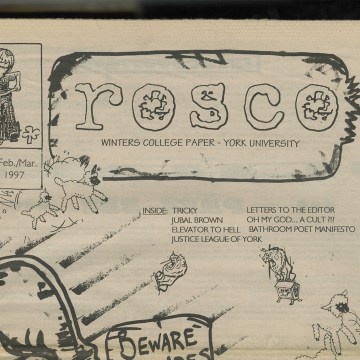 rosco
WINTERS COLLEGE PAPER - YORK UNIVERSITY
Feb./Mar.
1997
INSIDE: TRICKY
JUBAL BROWN
ELEVATOR TO HELL
JUSTICE LEAGUE OF YORK
LETTERS TO THE EDITOR
OH MY GOD... A CULT !!!
BATHROOM POET MANIFESTO
BEWARE